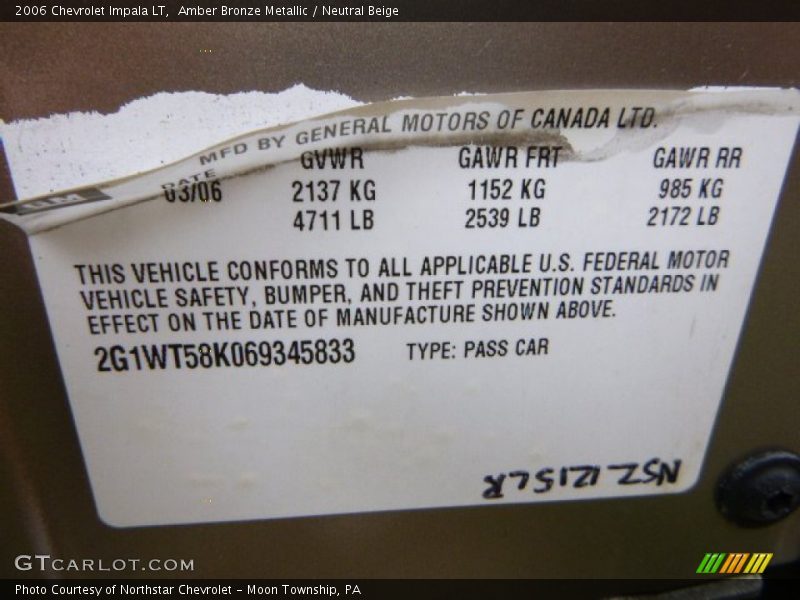 2006 Chevrolet Impala LT,  Amber Bronze Metallic / Neutral Beige
MFD BY GENERAL MOTORS OF CANADA LTD.
DATE GVWR GAWR FRT GAWR RR
03/06 2137 KG 1152 KG 985 KG
4711 LB 2539 LB 2172 LB
THIS VEHICLE CONFORMS TO ALL APPLICABLE U.S. FEDERAL MOTOR
VEHICLE SAFETY, BUMPER, AND THEFT PREVENTION STANDARDS IN
EFFECT ON THE DATE OF MANUFACTURE SHOWN ABOVE.
2G1WT58K069345833 TYPE: PASS CAR
GTCARLOT.COM
Photo Courtesy of Northstar Chevrolet - Moon Township, PA